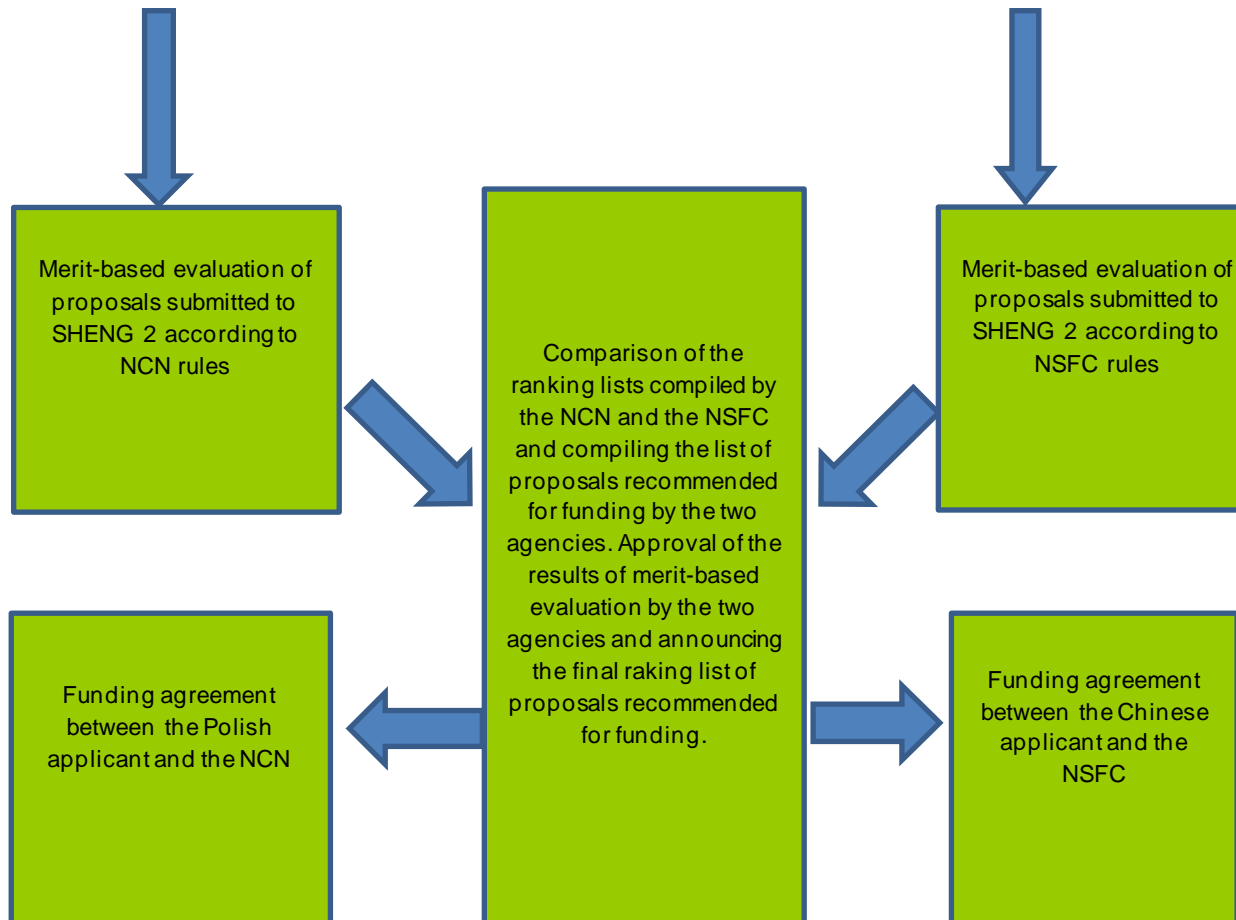 Merit-based evaluation of
proposals submitted to
SHENG 2 according to
NCN rules
Merit-based evaluation of
proposals submitted to
SHENG 2 according to
NSFC rules
Comparison of the
ranking lists compiled by
the NCN and the NSFC
and compiling the list of
proposals recommended
for funding by the two
agencies. Approval of the
results of merit-based
evaluation by the two
agencies and announcing
the final raking list of
proposals recommended
for funding.
Funding agreement
between the Polish
applicant and the NCN
Funding agreement
between the Chinese
applicant and the
NSFC